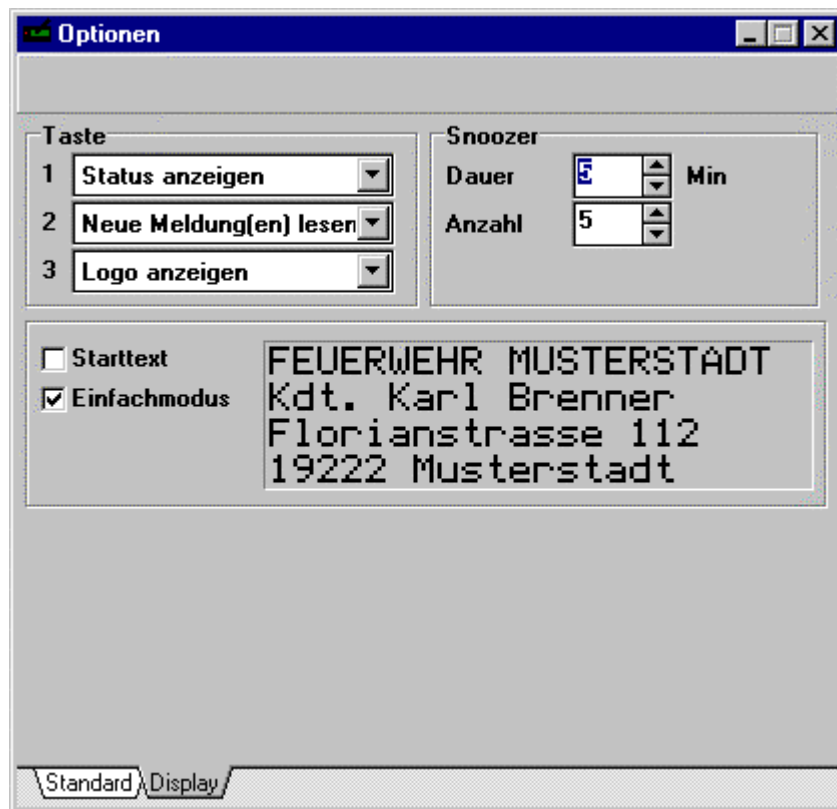 Optionen
Taste
1 Status anzeigen
2 Neue Meldung(en) lesen
3 Logo anzeigen
Snoozer
Dauer 5 Min
Anzahl 5
Starttext
Einfachmodus
FEUERWEHR MUSTERSTADT
Kdt. Karl Brenner
Florianstrasse 112
19222 Musterstadt
Standard Display